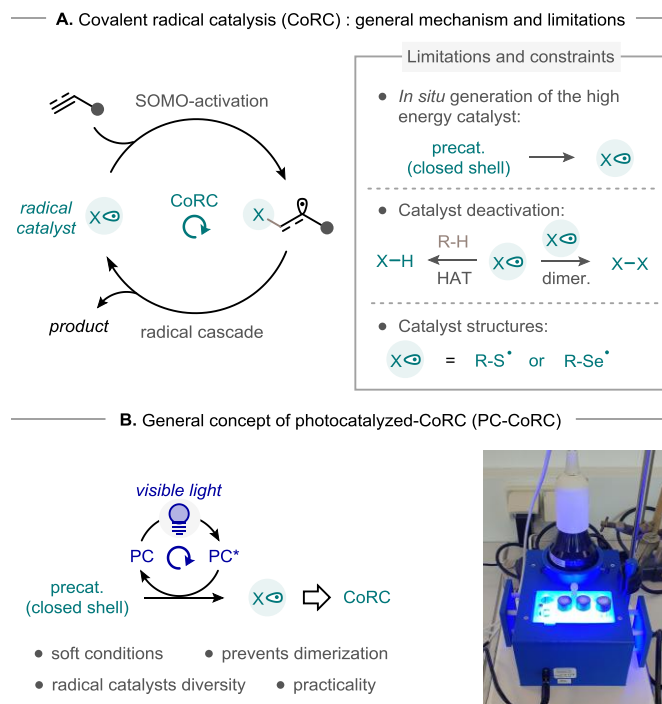 A. Covalent radical catalysis (CoRC) : general mechanism and limitations
SOMO-activation
radical
catalyst
X
CoRC
X
product
radical cascade
Limitations and constraints
● In situ generation of the high
energy catalyst:
precat.
(closed shell)
X
● Catalyst deactivation:
X–H
R-H
HAT
X
X
dimer.
X–X
● Catalyst structures:
X = R-S• or R-Se•
B. General concept of photocatalyzed-CoRC (PC-CoRC)
visible light
PC PC*
precat.
(closed shell)
X
CoRC
● soft conditions ● prevents dimerization
● radical catalysts diversity ● practicality